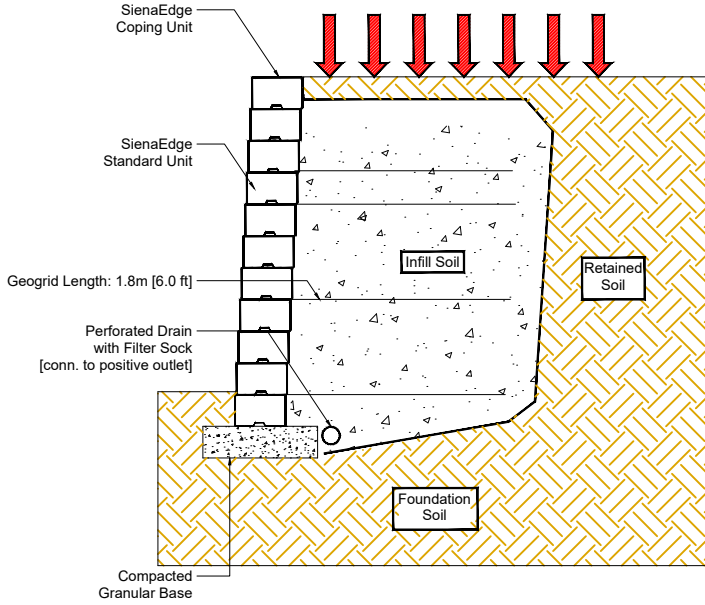 SienaEdge
Coping Unit
SienaEdge
Standard Unit
Infill Soil
Retained
Soil
Geogrid Length: 1.8m [6.0 ft]
Perforated Drain
with Filter Sock
[conn. to positive outlet]
Foundation
Soil
Compacted
Granular Base